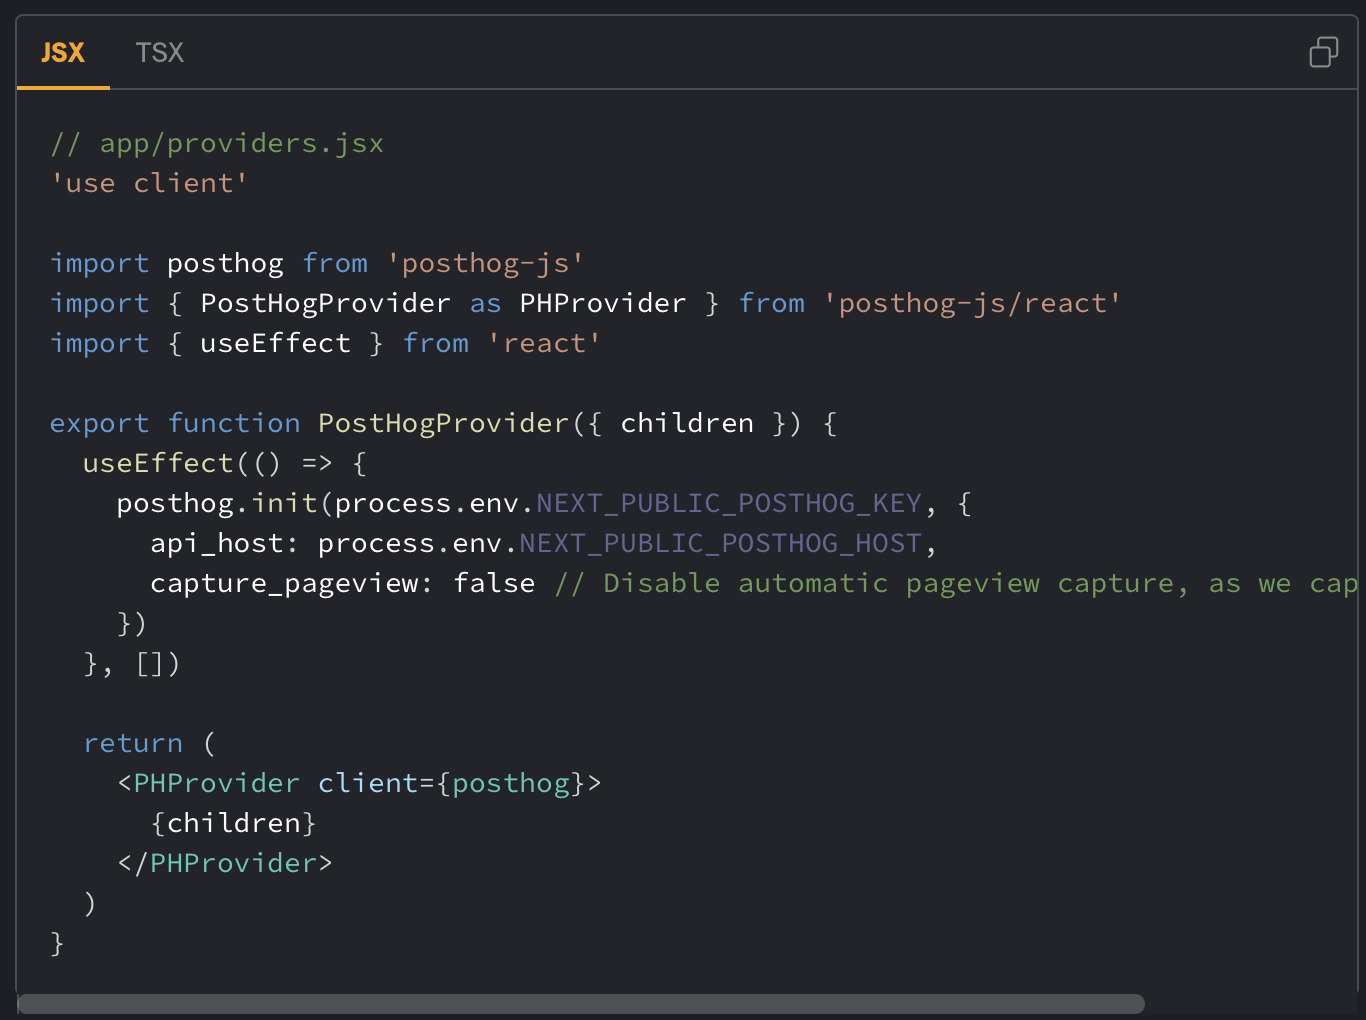 JSX TSX
// app/providers.jsx
'use client'
import posthog from 'posthog-js'
import { PostHogProvider as PHProvider } from 'posthog-js/react'
import { useEffect } from 'react'
export function PostHogProvider({ children }) {
  useEffect(() => {
    posthog.init(process.env.NEXT_PUBLIC_POSTHOG_KEY, {
      api_host: process.env.NEXT_PUBLIC_POSTHOG_HOST,
      capture_pageview: false // Disable automatic pageview capture, as we cap
    })
  }, [])
  return (
    <PHProvider client={posthog}>
      {children}
    </PHProvider>
  )
}